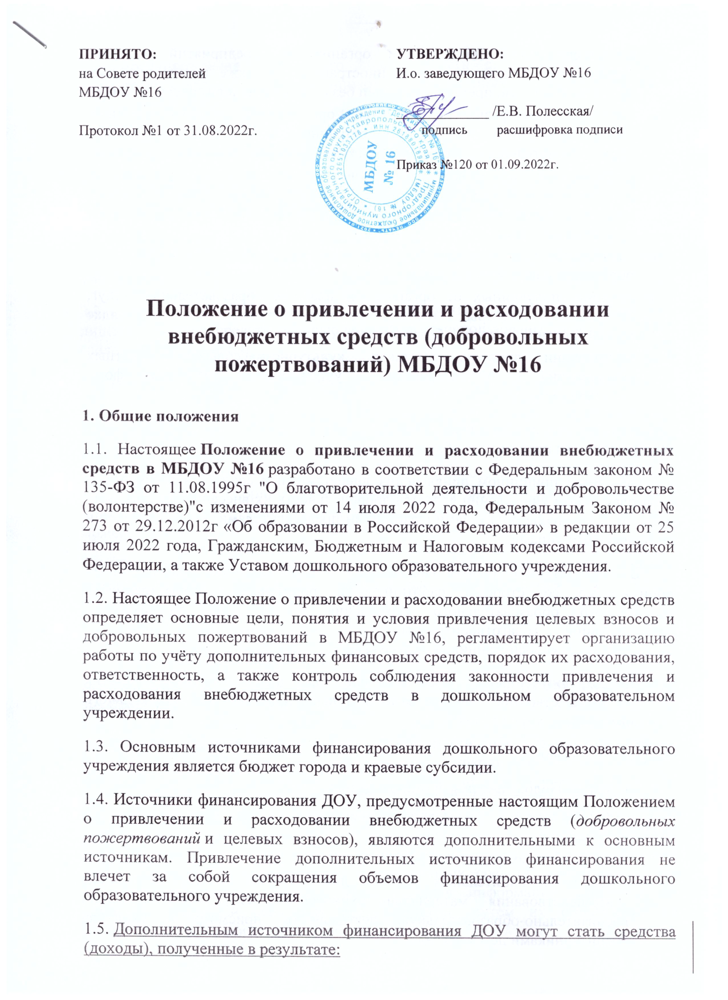 ПРИНЯТО:
на Совете родителей
МБДОУ №16
Протокол №1 от 31.08.2022г.
УТВЕРЖДЕНО:
И.о. заведующего МБДОУ №16
/Е.В. Полесская/
подпись расшифровка подписи
Приказ №120 от 01.09.2022г.
МБДОУ
№ 16
Положение о привлечении и расходовании
внебюджетных средств (добровольных
пожертвований) МБДОУ №16
1. Общие положения
1.1. Настоящее Положение о привлечении и расходовании внебюджетных
средств в МБДОУ №16 разработано в соответствии с Федеральным законом №
135-ФЗ от 11.08.1995г "О благотворительной деятельности и добровольчестве
(волонтерстве)"с изменениями от 14 июля 2022 года, Федеральным Законом №
273 от 29.12.2012г «Об образовании в Российской Федерации» в редакции от 25
июля 2022 года, Гражданским, Бюджетным и Налоговым кодексами Российской
Федерации, а также Уставом дошкольного образовательного учреждения.
1.2. Настоящее Положение о привлечении и расходовании внебюджетных средств
определяет основные цели, понятия и условия привлечения целевых взносов и
добровольных пожертвований в МБДОУ №16, регламентирует организацию
работы по учёту дополнительных финансовых средств, порядок их расходования,
ответственность, а также контроль соблюдения законности привлечения и
расходования внебюджетных средств в дошкольном образовательном
учреждении.
1.3. Основным источниками финансирования дошкольного образовательного
учреждения является бюджет города и краевые субсидии.
1.4. Источники финансирования ДОУ, предусмотренные настоящим Положением
о привлечении и расходовании внебюджетных средств (добровольных
пожертвований и целевых взносов), являются дополнительными к основным
источникам. Привлечение дополнительных источников финансирования не
влечет за собой сокращения объемов финансирования дошкольного
образовательного учреждения.
1.5. Дополнительным источником финансирования ДОУ могут стать средства
(доходы), полученные в результате: